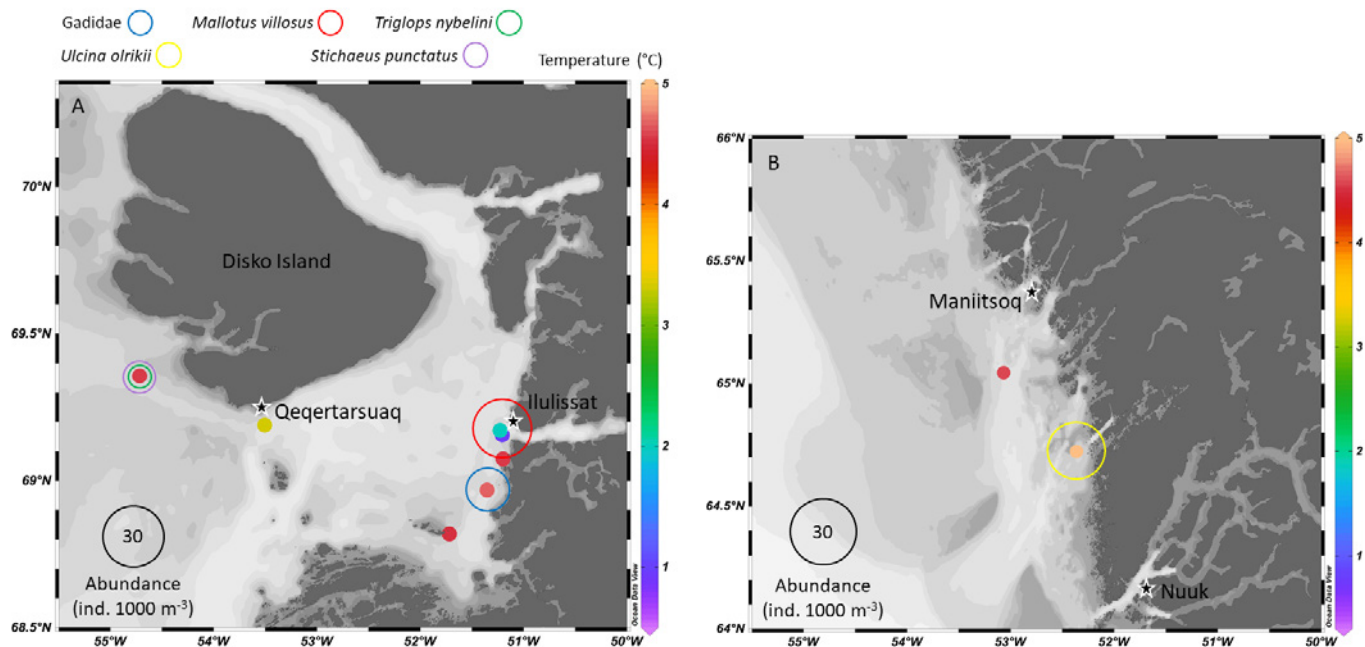 Gadidae Mallotus villosus Triglops nybelini
Ulcina olrikii Stichaeus punctatus Temperature (°C)
A
70°N
69.5°N
69°N
68.5°N
Disko Island
Qeqertarsuaq
Ilulissat
30
Abundance
(ind. 1000 m-3)
55°W 54°W 53°W 52°W 51°W 50°W
5
4
3
2
1
Ocean Data View
B
66°N
65.5°N
65°N
64.5°N
64°N
Maniitsoq
Nuuk
30
Abundance
(ind. 1000 m-3)
55°W 54°W 53°W 52°W 51°W 50°W
5
4
3
2
1
Ocean Data View